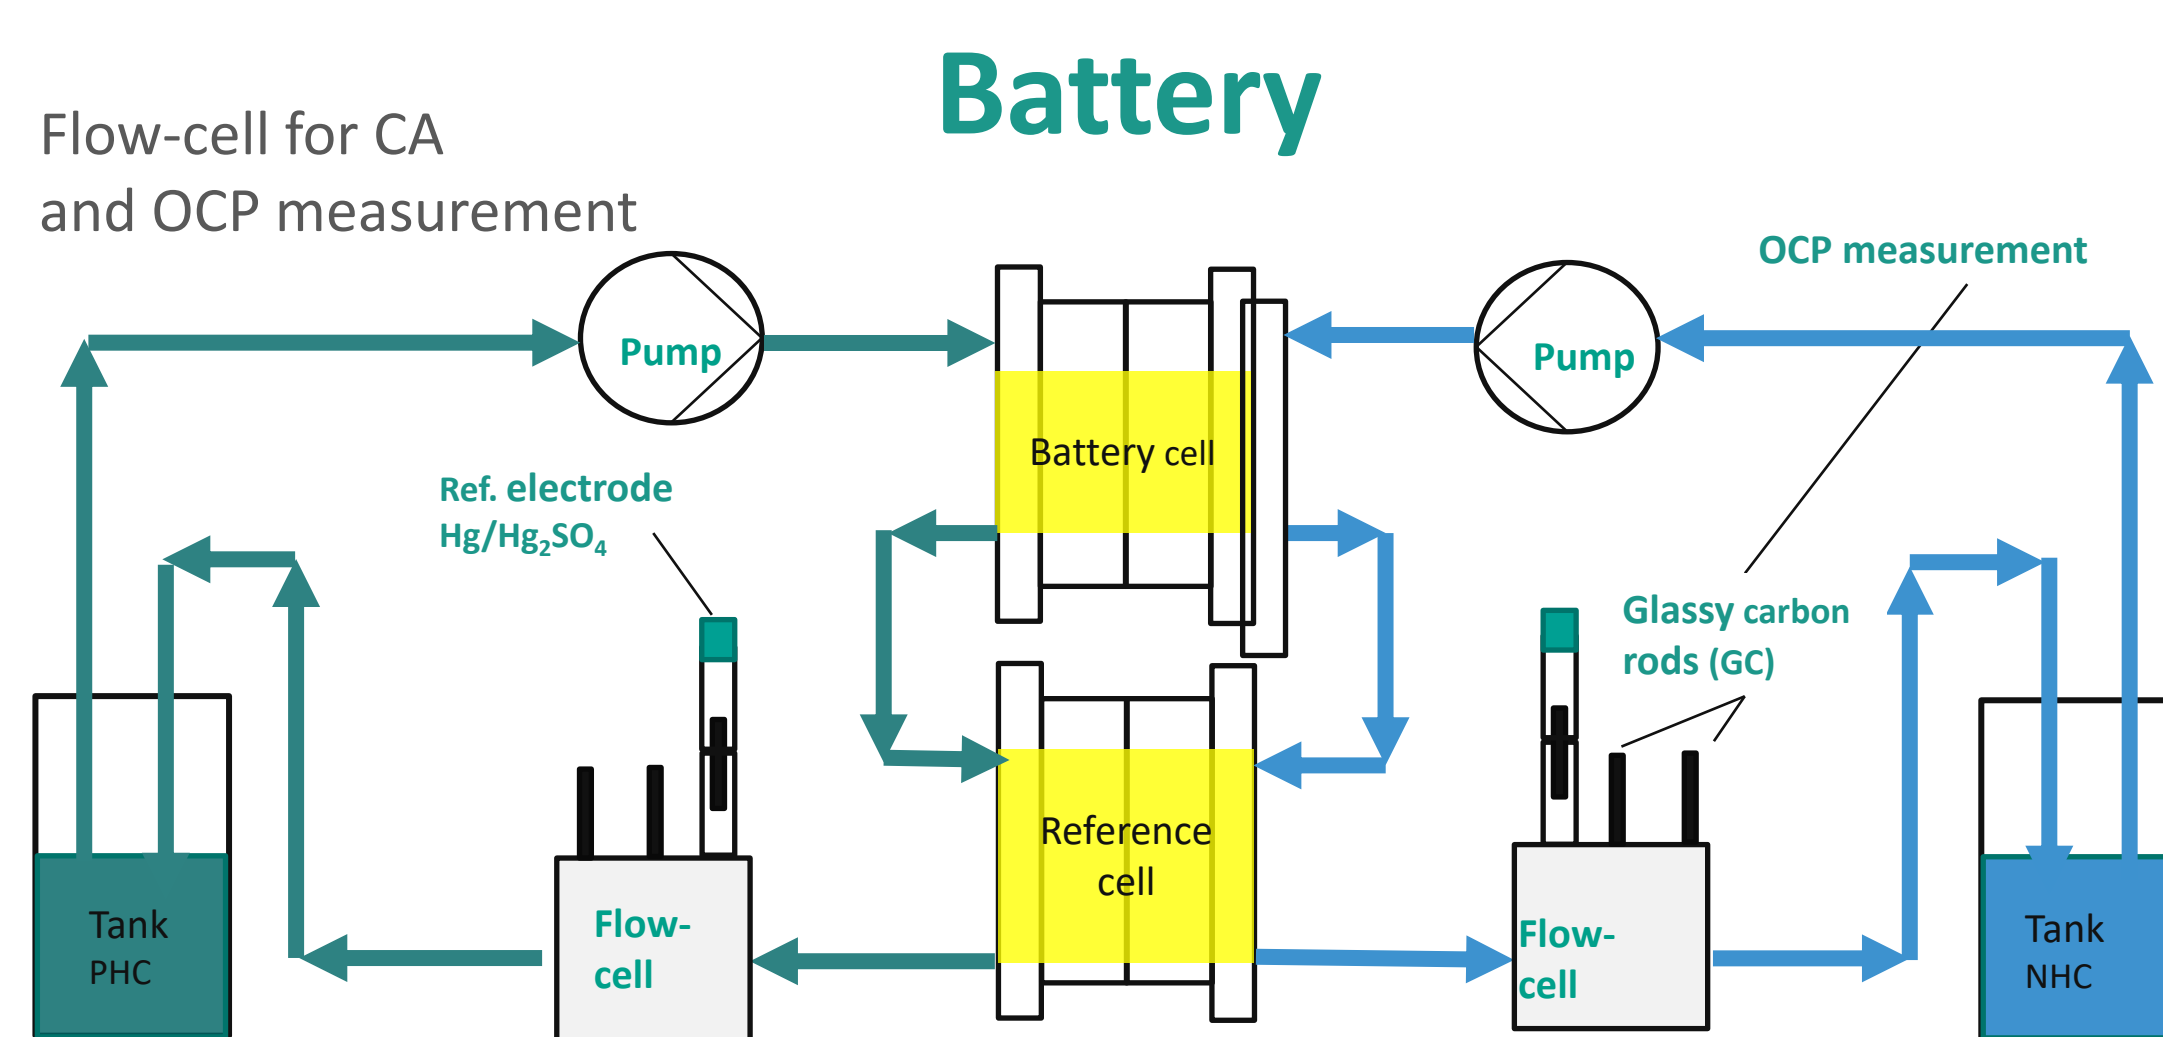 Battery
Flow-cell for CA
and OCP measurement
OCP measurement
Pump
Pump
Battery cell
Ref. electrode
Hg/Hg₂SO₄
Glassy carbon
rods (GC)
Reference
cell
Tank
PHC
Flow-
cell
Flow-
cell
Tank
NHC